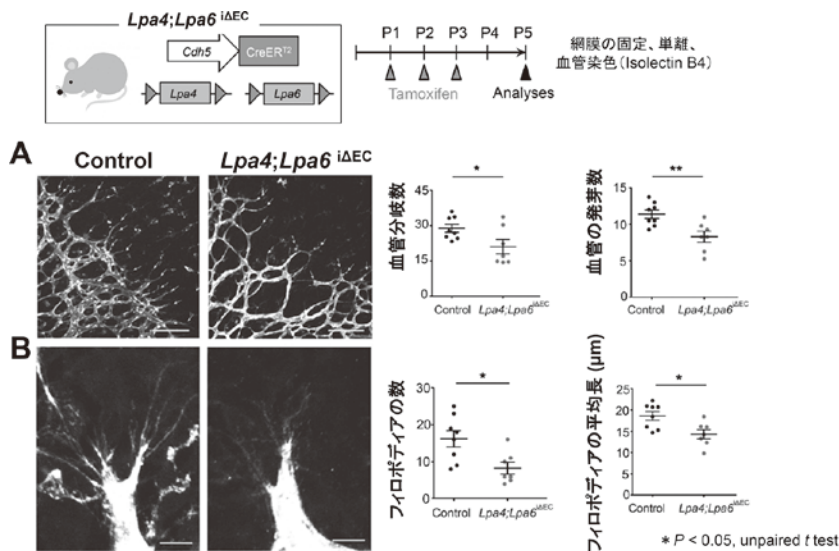 Lpa4;Lpa6 iΔEC
Cdh5
CreERT2
Lpa4
Lpa6
P1 P2 P3 P4 P5
Tamoxifen
Analyses
網膜の固定、単離、
血管染色(Isolectin B4)
A
Control
Lpa4;Lpa6 iΔEC
血管分岐数
45
30
15
0
*
Control
Lpa4;Lpa6iΔEC
血管の発芽数
15
10
5
0
**
Control
Lpa4;Lpa6iΔEC
B
フィロポディアの数
30
20
10
0
*
Control
Lpa4;Lpa6iΔEC
フィロポディアの平均長 (μm)
25
20
15
10
5
0
*
Control
Lpa4;Lpa6iΔEC
* P < 0.05, unpaired t test